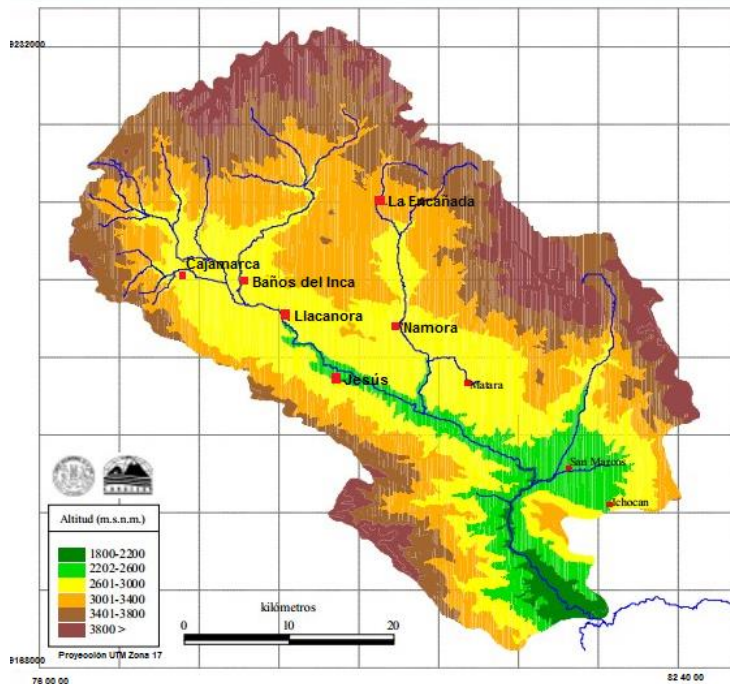 9232000
La Encañada
Cajamarca
Baños del Inca
Llacanora
Namora
Jesús
Matara
San Marcos
Ichocan
Altitud (m.s.n.m.)
1800-2200
2202-2600
2601-3000
3001-3400
3401-3800
3800 >
kilómetros
0 10 20
Proyección UTM Zona 17
9168000
76 00 00
82 40 00